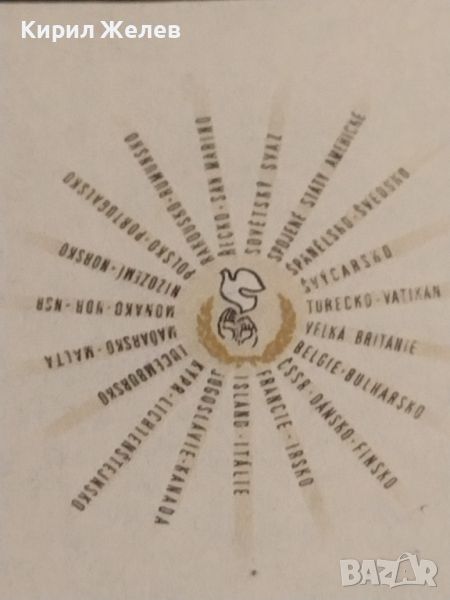 Кирил Желев
BELGIE · BULHARSKO
ČSSR · DÁNSKO · FINSKO
FRANCIE · IRSKO
ISLAND · ITÁLIE
JUGOSLÁVIE · KANADA
KYPR · LICHTENŠTEJNSKO
LUCEMBURSKO
MAĎARSKO · MALTA
MONAKO · NDR · NSR
NIZOZEMÍ · NORSKO
POLSKO · PORTUGALSKO
RAKOUSKO · RUMUNSKO
ŘECKO · SAN MARINO
SOVĚTSKÝ SVAZ
SPOJENÉ STÁTY AMERICKÉ
ŠPANĚLSKO · ŠVÉDSKO
ŠVÝCARSKO
TURECKO · VATIKÁN
VELKÁ BRITÁNIE
BAZAR